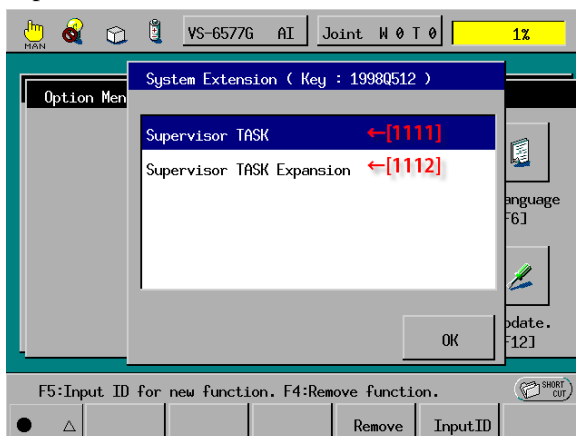 MAN
VS-6577G AI
Joint W 0 T 0
1%
System Extension ( Key : 1998Q512 )
Option Men
Supervisor TASK ←[1111]
Supervisor TASK Expansion ←[1112]
anguage
F6]
OK
pdate.
F12]
F5:Input ID for new function. F4:Remove function.
SHORT
CUT
Remove
InputID